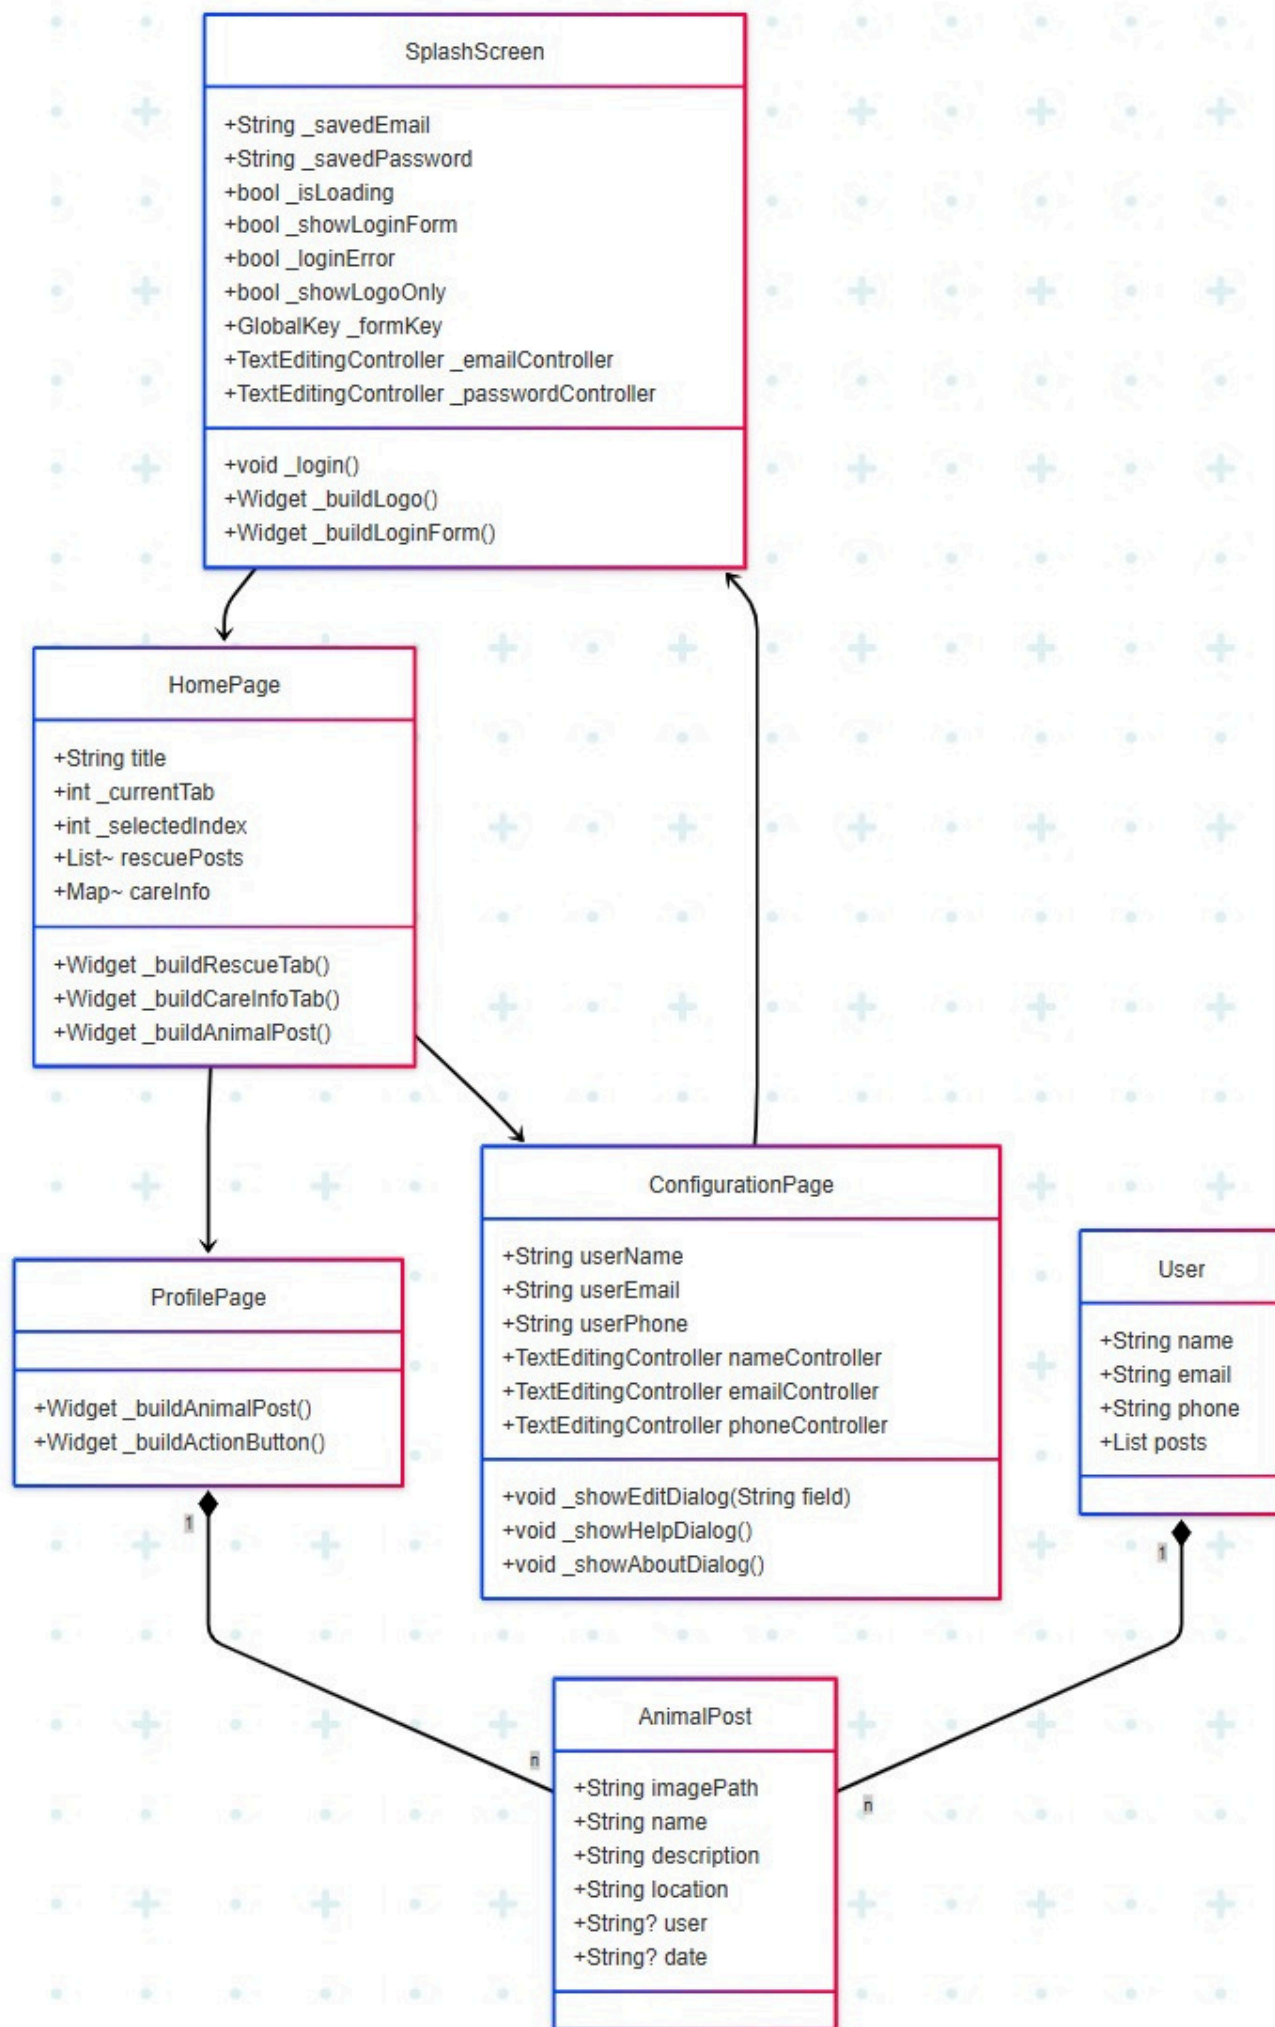 SplashScreen
+String _savedEmail
+String _savedPassword
+bool _isLoading
+bool _showLoginForm
+bool _loginError
+bool _showLogoOnly
+GlobalKey _formKey
+TextEditingController _emailController
+TextEditingController _passwordController
+void _login()
+Widget _buildLogo()
+Widget _buildLoginForm()
HomePage
+String title
+int _currentTab
+int _selectedIndex
+List~ rescuePosts
+Map~ careInfo
+Widget _buildRescueTab()
+Widget _buildCareInfoTab()
+Widget _buildAnimalPost()
ProfilePage
+Widget _buildAnimalPost()
+Widget _buildActionButton()
ConfigurationPage
+String userName
+String userEmail
+String userPhone
+TextEditingController nameController
+TextEditingController emailController
+TextEditingController phoneController
+void _showEditDialog(String field)
+void _showHelpDialog()
+void _showAboutDialog()
User
+String name
+String email
+String phone
+List posts
1
1
n
n
AnimalPost
+String imagePath
+String name
+String description
+String location
+String? user
+String? date